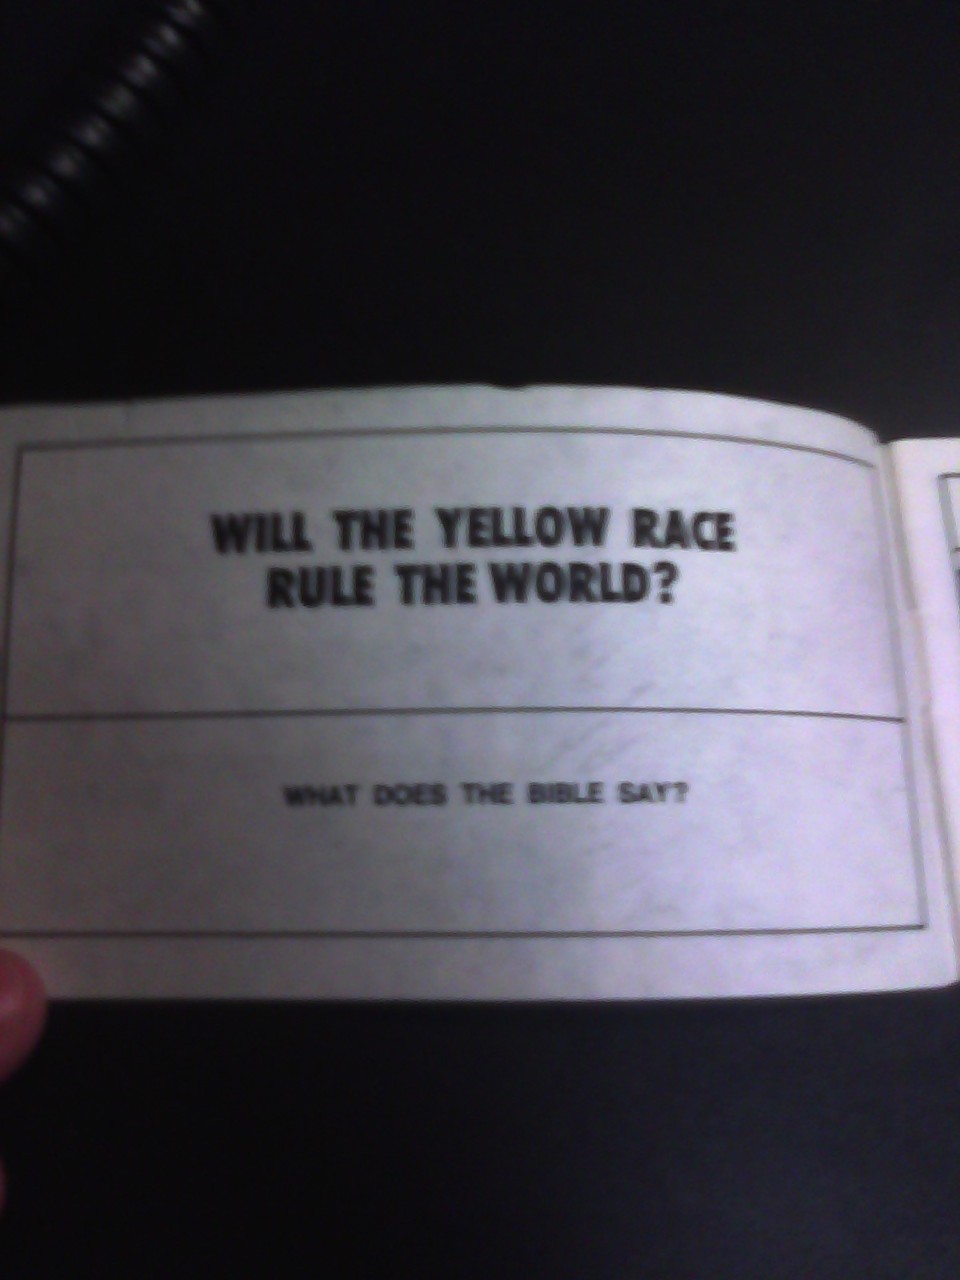 WILL THE YELLOW RACE
RULE THE WORLD?
WHAT DOES THE BIBLE SAY?